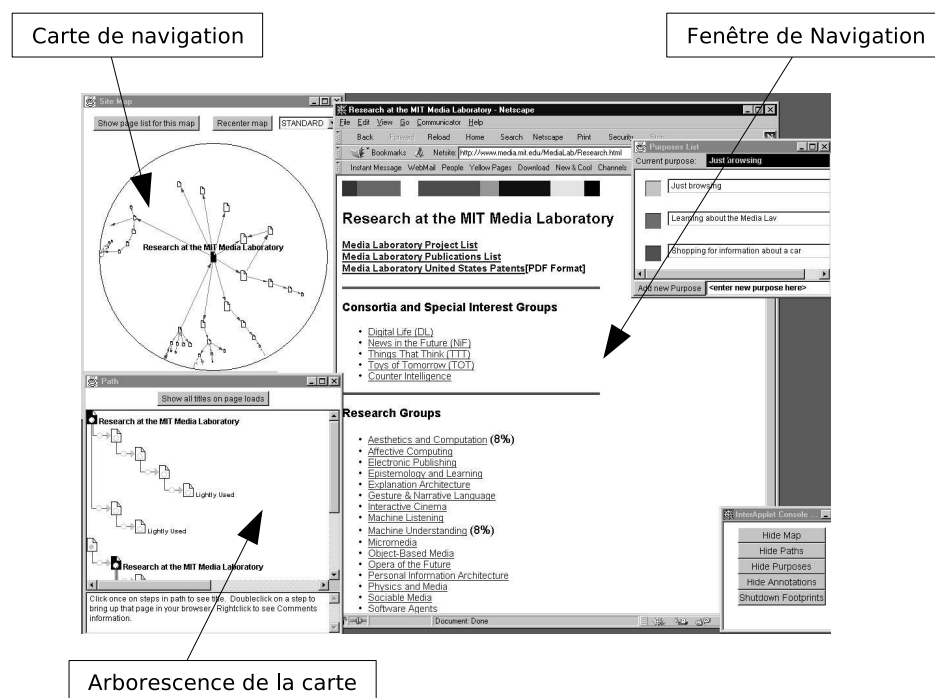 Carte de navigation
Fenêtre de Navigation
Site Map
Show page list for this map
Recenter map
STANDARD
Research at the MIT Media Laboratory
Research at the MIT Media Laboratory - Netscape
File Edit View Go Communicator Help
Back Forward Reload Home Search Netscape Print Security Stop
Bookmarks Netsite: http://www.media.mit.edu/MediaLab/Research.html
Instant Message WebMail People Yellow Pages Download New & Cool Channels
Research at the MIT Media Laboratory
Media Laboratory Project List
Media Laboratory Publications List
Media Laboratory United States Patents[PDF Format]
Consortia and Special Interest Groups
• Digital Life (DL)
• News in the Future (NiF)
• Things That Think (TTT)
• Toys of Tomorrow (TOT)
• Counter Intelligence
Research Groups
• Aesthetics and Computation (8%)
• Affective Computing
• Electronic Publishing
• Epistemology and Learning
• Explanation Architecture
• Gesture & Narrative Language
• Interactive Cinema
• Machine Listening
• Machine Understanding (8%)
• Micromedia
• Object-Based Media
• Opera of the Future
• Personal Information Architecture
• Physics and Media
• Sociable Media
• Software Agents
Document: Done
Purposes List
Current purpose: Just browsing
Just browsing
Learning about the Media Lav
Shopping for information about a car
Add new Purpose <enter new purpose here>
Path
Show all titles on page loads
Research at the MIT Media Laboratory
Lightly Used
Lightly Used
Research at the MIT Media Laboratory
Click once on steps in path to see title. Doubleclick on a step to
bring up that page in your browser. Rightclick to see Comments
information.
InterApplet Console ...
Hide Map
Hide Paths
Hide Purposes
Hide Annotations
Shutdown Footprints
Arborescence de la carte